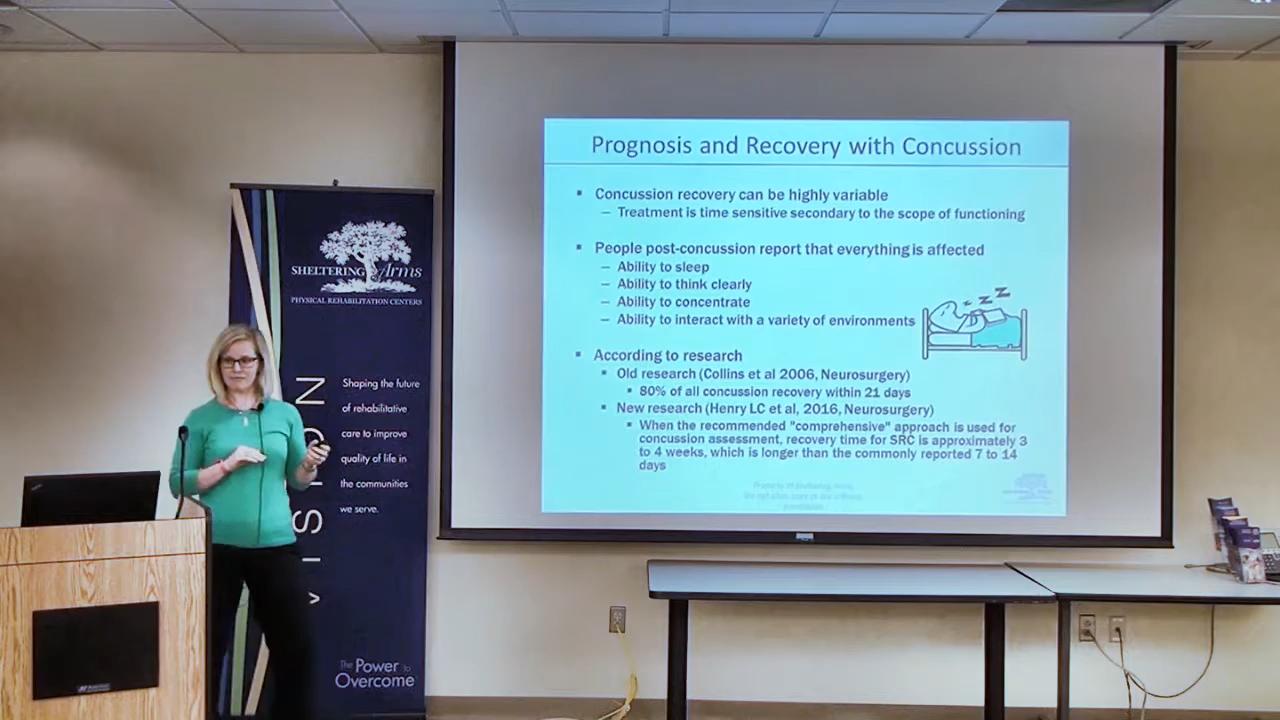 SHELTERING Arms
PHYSICAL REHABILITATION CENTERS
VISION
Shaping the future
of rehabilitative
care to improve
quality of life in
the communities
we serve.
The Power to
Overcome
Prognosis and Recovery with Concussion
▪ Concussion recovery can be highly variable
– Treatment is time sensitive secondary to the scope of functioning
▪ People post-concussion report that everything is affected
– Ability to sleep
– Ability to think clearly
– Ability to concentrate
– Ability to interact with a variety of environments
z z Z Z
▪ According to research
▪ Old research (Collins et al 2006, Neurosurgery)
▪ 80% of all concussion recovery within 21 days
▪ New research (Henry LC et al, 2016, Neurosurgery)
▪ When the recommended "comprehensive" approach is used for
concussion assessment, recovery time for SRC is approximately 3
to 4 weeks, which is longer than the commonly reported 7 to 14
days
SHELTERING Arms